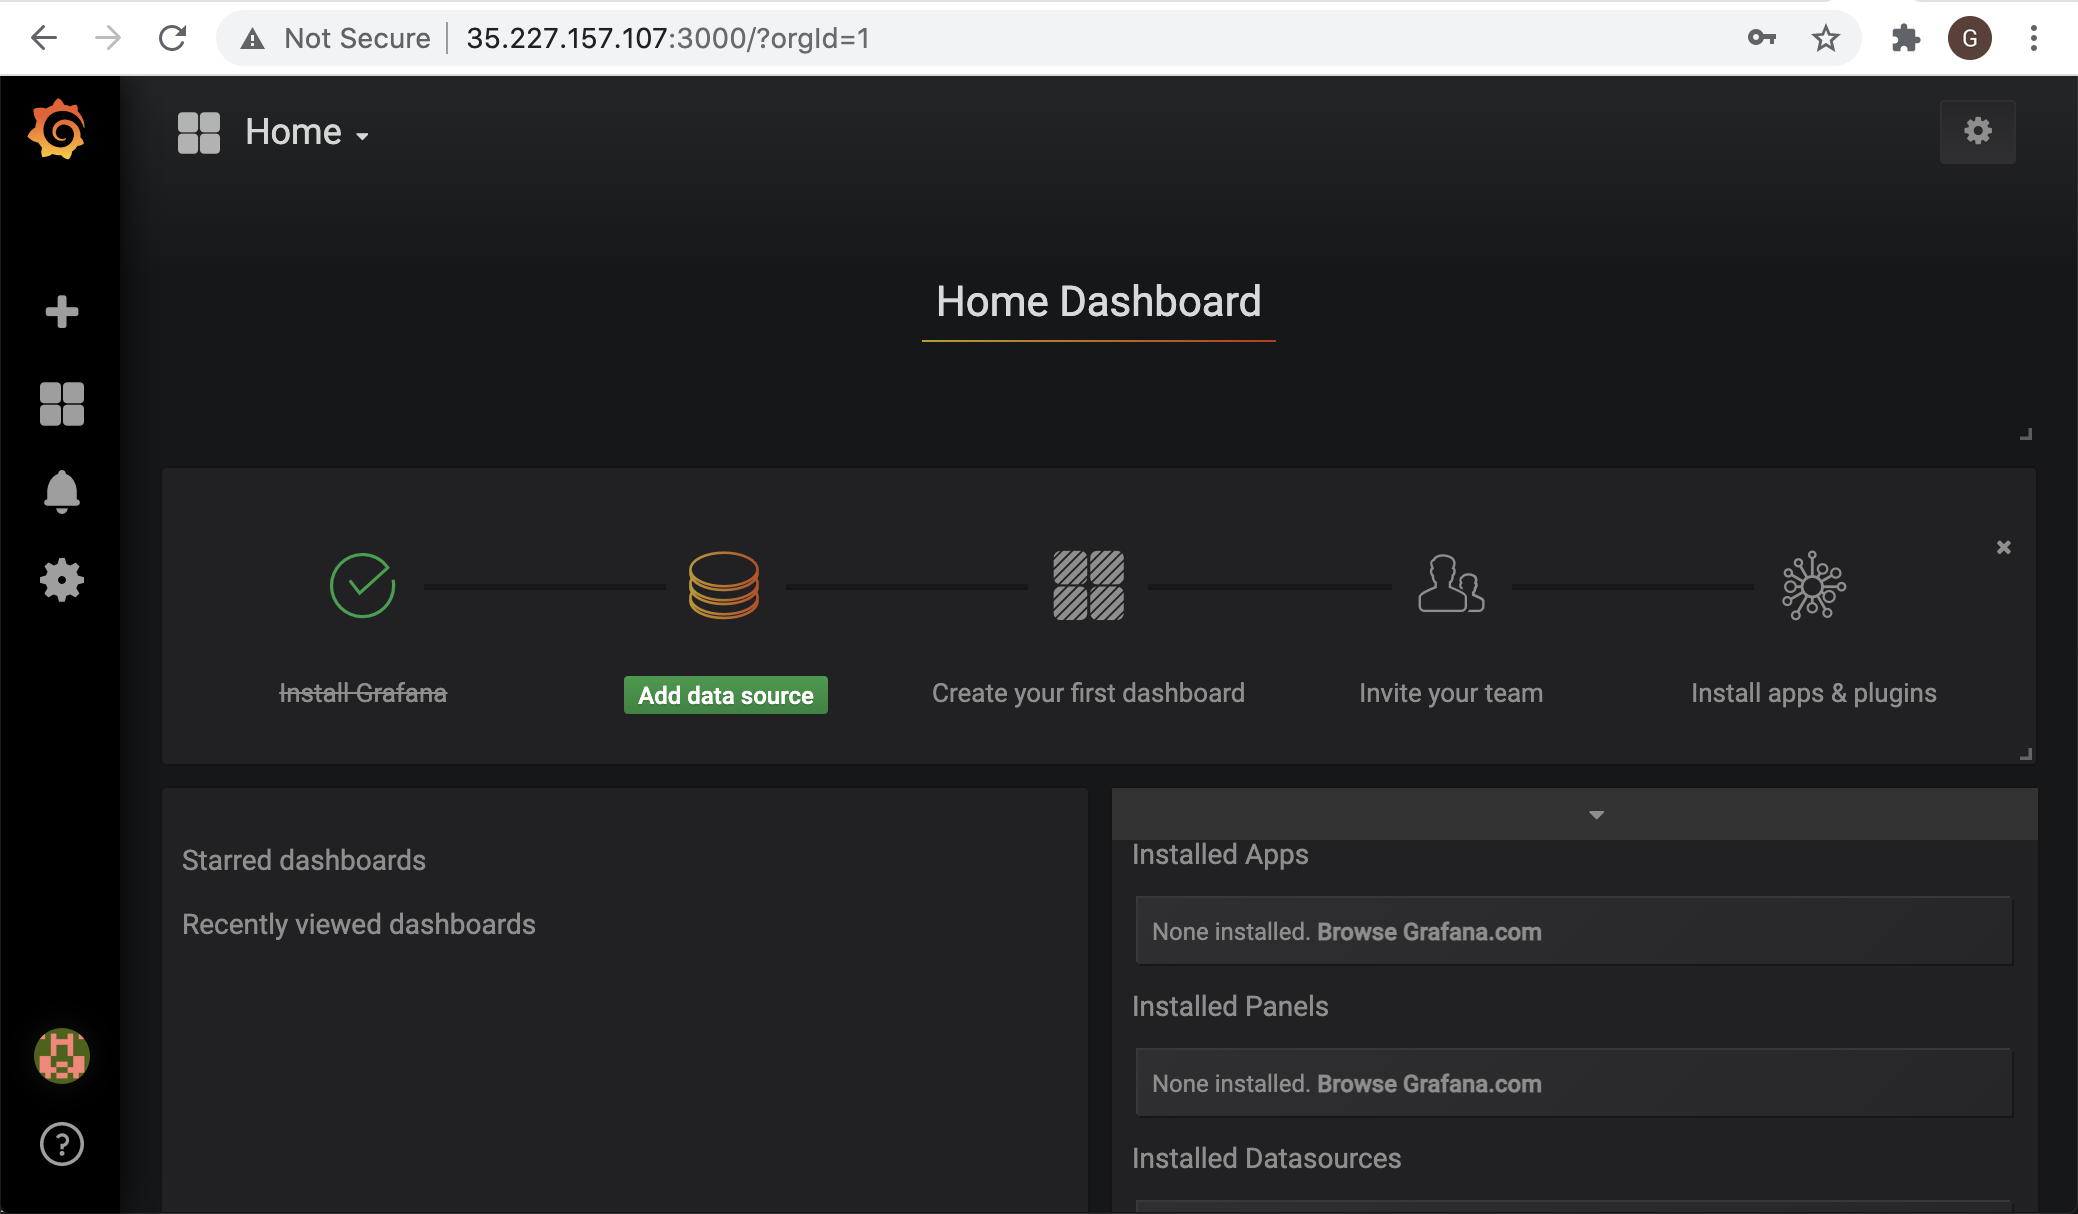 Not Secure
35.227.157.107:3000/?orgId=1
G
Home
Home Dashboard
Install Grafana
Add data source
Create your first dashboard
Invite your team
Install apps & plugins
Starred dashboards
Recently viewed dashboards
Installed Apps
None installed. Browse Grafana.com
Installed Panels
None installed. Browse Grafana.com
Installed Datasources
?